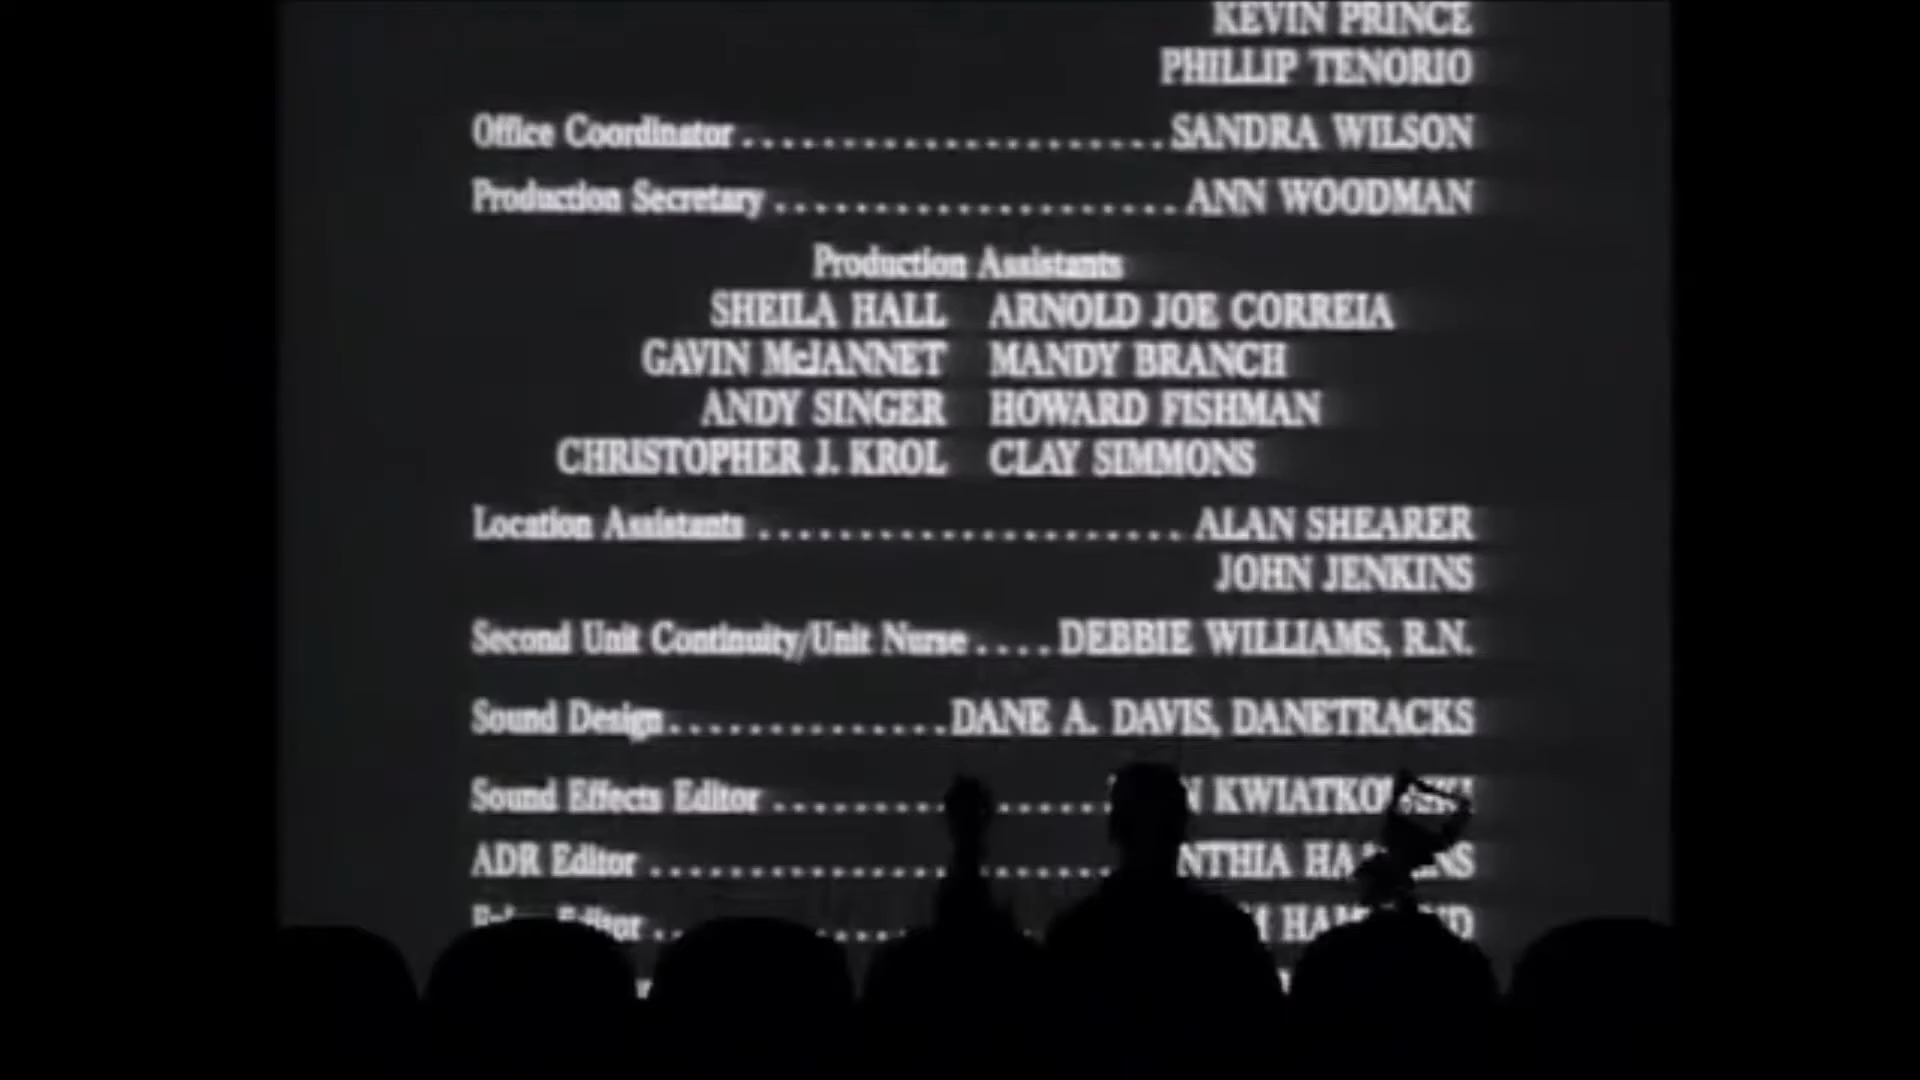 KEVIN PRINCE
PHILLIP TENORIO
Office Coordinator.....................SANDRA WILSON
Production Secretary....................ANN WOODMAN
Production Assistants
SHEILA HALL ARNOLD JOE CORREIA
GAVIN McJANNET MANDY BRANCH
ANDY SINGER HOWARD FISHMAN
CHRISTOPHER J. KROL CLAY SIMMONS
Location Assistants.....................ALAN SHEARER
JOHN JENKINS
Second Unit Continuity/Unit Nurse....DEBBIE WILLIAMS, R.N.
Sound Design..............DANE A. DAVIS, DANETRACKS
Sound Effects Editor
ADR Editor